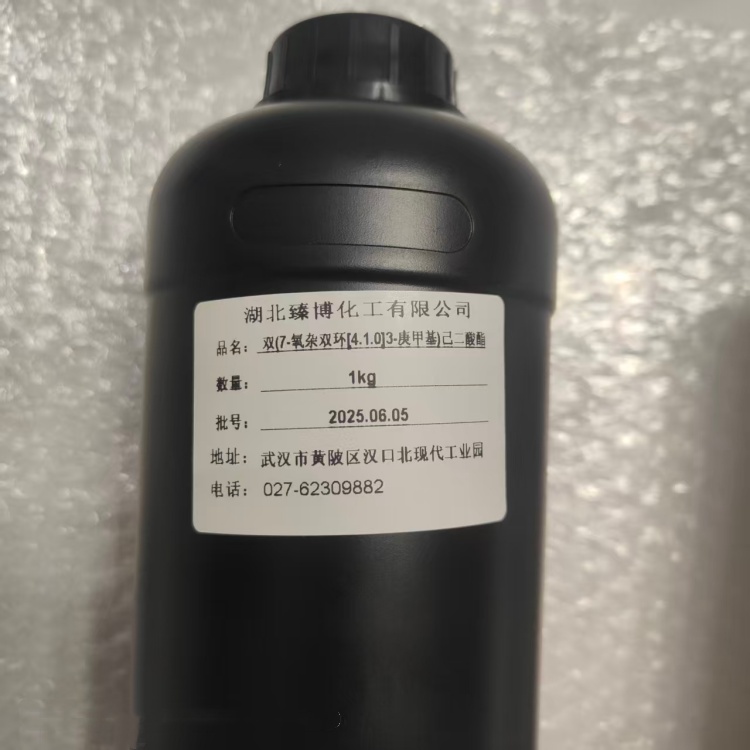 湖北臻博化工有限公司
品名： 双(7-氧杂双环[4.1.0]3-庚甲基)己二酸酯
数量： 1kg
批号： 2025.06.05
地址： 武汉市黄陂区汉口北现代工业园
电话： 027-62309882